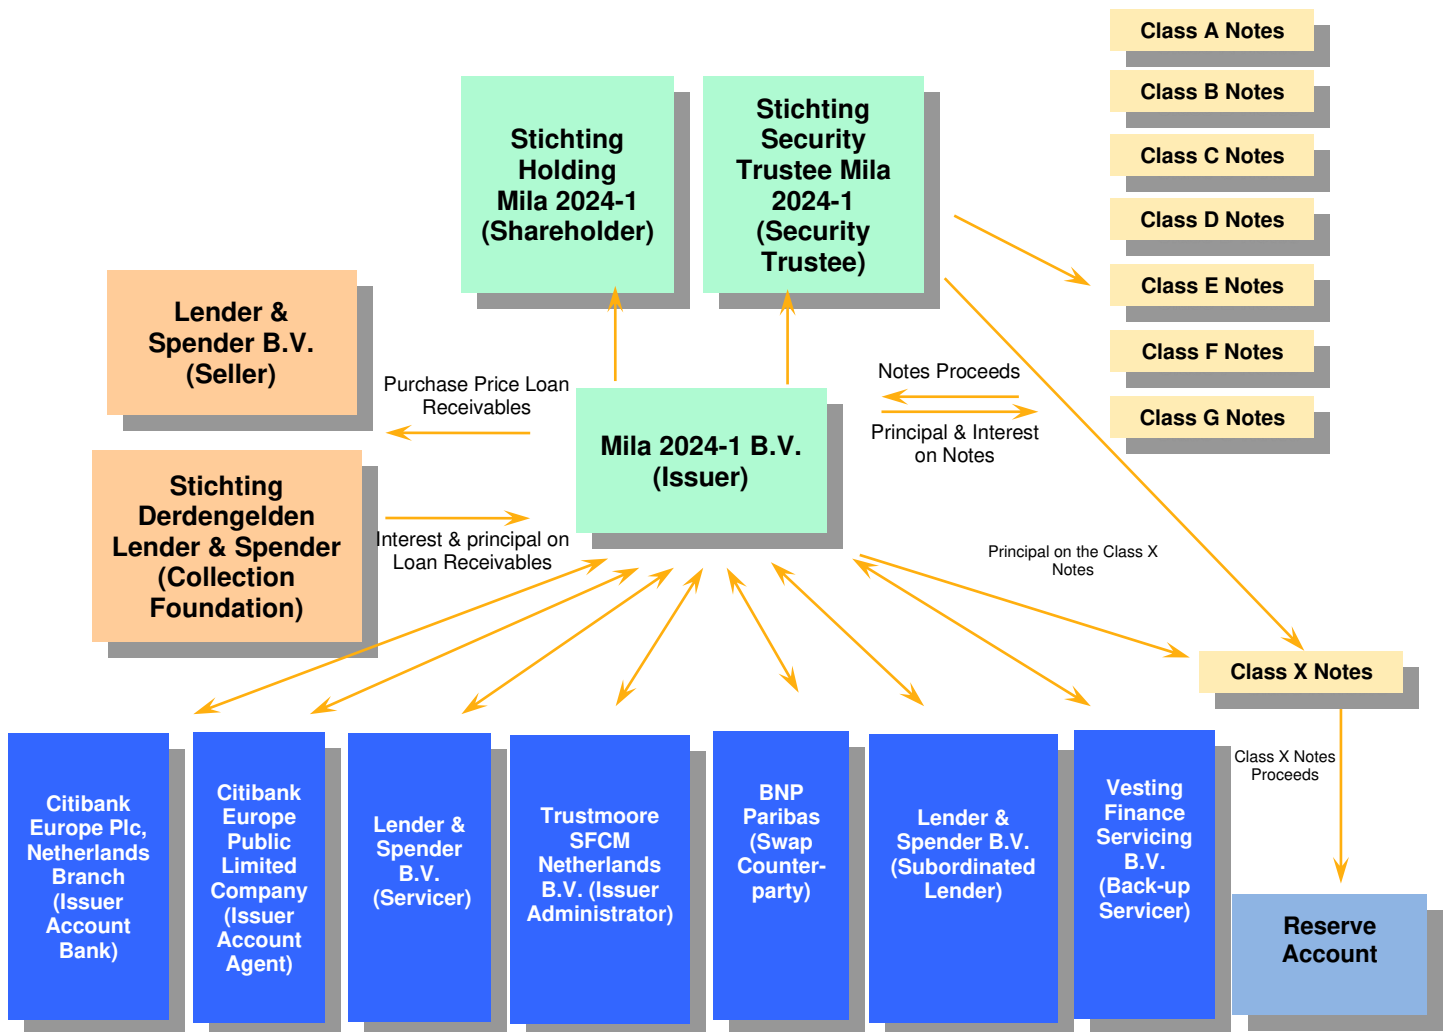 Class A Notes
Class B Notes
Class C Notes
Class D Notes
Class E Notes
Class F Notes
Class G Notes
Stichting
Holding
Mila 2024-1
(Shareholder)
Stichting
Security
Trustee Mila
2024-1
(Security
Trustee)
Lender &
Spender B.V.
(Seller)
Purchase Price Loan
Receivables
Notes Proceeds
Principal & Interest
on Notes
Mila 2024-1 B.V.
(Issuer)
Stichting
Derdengelden
Lender & Spender
(Collection
Foundation)
Interest & principal on
Loan Receivables
Principal on the Class X
Notes
Class X Notes
Class X Notes
Proceeds
Citibank
Europe Plc,
Netherlands
Branch
(Issuer
Account
Bank)
Citibank
Europe
Public
Limited
Company
(Issuer
Account
Agent)
Lender &
Spender
B.V.
(Servicer)
Trustmoore
SFCM
Netherlands
B.V. (Issuer
Administrator)
BNP
Paribas
(Swap
Counter-
party)
Lender &
Spender B.V.
(Subordinated
Lender)
Vesting
Finance
Servicing
B.V.
(Back-up
Servicer)
Reserve
Account